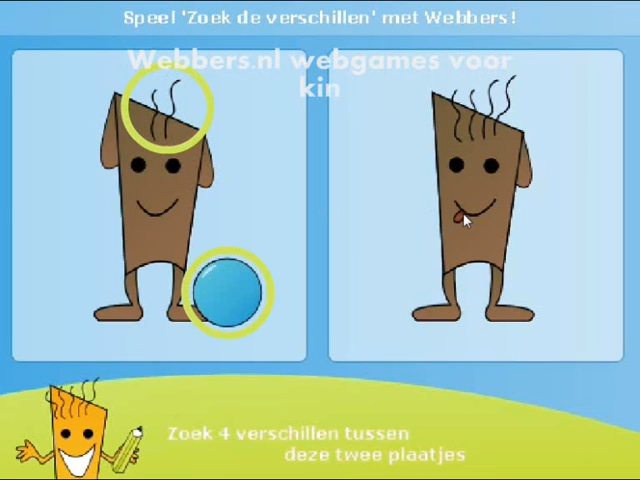 Speel 'Zoek de verschillen' met Webbers!
Webbers.nl webgames voor
kin
Zoek 4 verschillen tussen
deze twee plaatjes